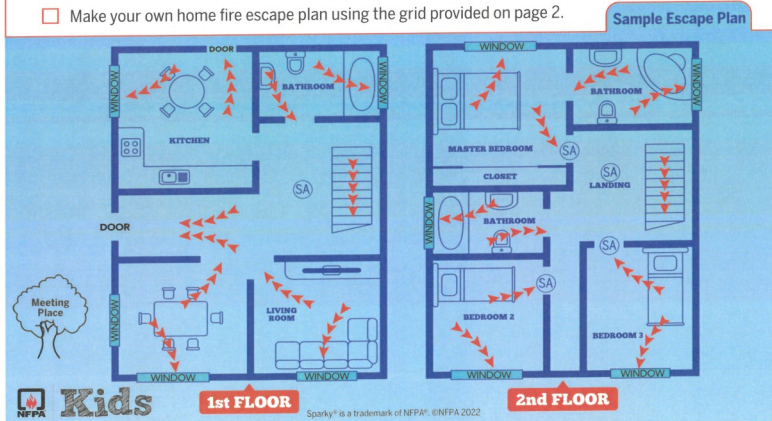 Make your own home fire escape plan using the grid provided on page 2.
Sample Escape Plan
DOOR
WINDOW
WINDOW
BATHROOM
KITCHEN
SA
DOOR
Meeting
Place
WINDOW
LIVING
ROOM
WINDOW
WINDOW
1st FLOOR
WINDOW
WINDOW
BATHROOM
MASTER BEDROOM
SA
CLOSET
SA
LANDING
WINDOW
BATHROOM
SA
SA
BEDROOM 2
BEDROOM 3
WINDOW
WINDOW
2nd FLOOR
NFPA
Kids
Sparky® is a trademark of NFPA®. ©NFPA 2022